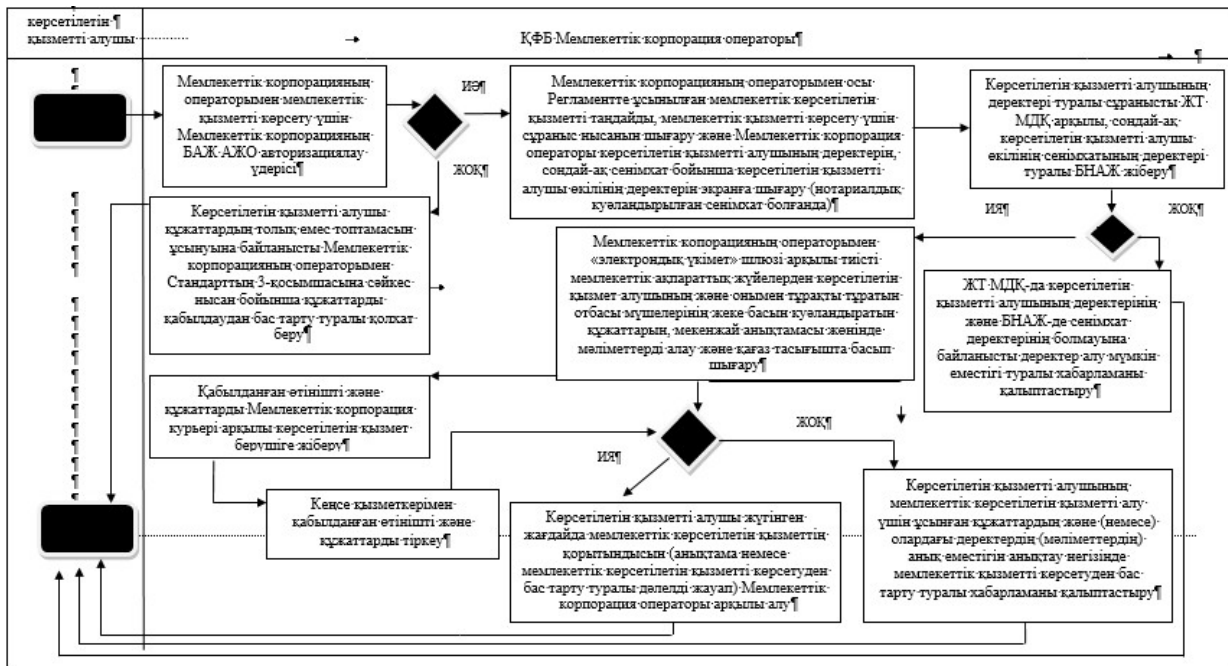 көрсетілетін ¶
қызметті алушы
ҚФБ Мемлекеттік корпорация операторы¶
¶
Мемлекеттік корпорацияның
операторымен мемлекеттік
қызметті көрсету үшін
Мемлекеттік корпорацияның
БАЖ АЖО авторизациялау
үдерісі¶
ИӘ¶
ЖОҚ¶
Мемлекеттік корпорацияның операторымен осы
Регламентте ұсынылған мемлекеттік көрсетілетін
қызметті таңдайды, мемлекеттік қызметті көрсету үшін
сұраныс нысанын шығару және Мемлекеттік корпорация
операторы көрсетілетін қызметті алушының деректерін,
сондай-ақ сенімхат бойынша көрсетілетін қызметті
алушы өкілінің деректерін экранға шығару (нотариалдық
куәландырылған сенімхат болғанда)¶
Көрсетілетін қызметті алушының
деректері туралы сұранысты ЖТ
МДҚ арқылы, сондай-ақ
көрсетілетін қызметті алушы
өкілінің сенімхатының деректері
туралы БНАЖ жіберу¶
ИЯ¶
ЖОҚ¶
Көрсетілетін қызметті алушы
құжаттардың толық емес топтамасын
ұсынуына байланысты Мемлекеттік
корпорацияның операторымен
Стандарттың 3-қосымшасына сәйкес
нысан бойынша құжаттарды
қабылдаудан бас тарту туралы қолхат
беру¶
Мемлекеттік копорацияның операторымен
«электрондық үкімет» шлюзі арқылы тиісті
мемлекеттік ақпараттық жүйелерден көрсетілетін
қызмет алушының және онымен тұрақты тұратын
отбасы мүшелерінің жеке басын куәландыратын
құжаттарын, мекенжай анықтамасы жөнінде
мәліметтерді алау және қағаз тасығышта басып
шығару¶
ЖТ МДҚ-да көрсетілетін
қызметті алушының деректерінің
және БНАЖ-де сенімхат
деректерінің болмауына
байланысты деректер алу мүмкін
еместігі туралы хабарламаны
қалыптастыру¶
Қабылданған өтінішті және
құжаттарды Мемлекеттік корпорация
курьері арқылы көрсетілетін қызмет
берушіге жіберу¶
ЖОҚ¶
ИЯ¶
Кеңсе қызметкерімен
қабылданған өтінішті және
құжаттарды тіркеу¶
Көрсетілетін қызметті алушы жүгінген
жағдайда мемлекеттік көрсетілетін қызметтің
қорытындысын (анықтама немесе
мемлекеттік көрсетілетін қызметті көрсетуден
бас тарту туралы дәлелді жауап) Мемлекеттік
корпорация операторы арқылы алу¶
Көрсетілетін қызметті алушының
мемлекеттік көрсетілетін қызметті алу
үшін ұсынған құжаттардың және (немесе)
олардағы деректердің (мәліметтердің)
анық еместігін анықтау негізінде
мемлекеттік қызметті көрсетуден бас
тарту туралы хабарламаны қалыптастыру¶